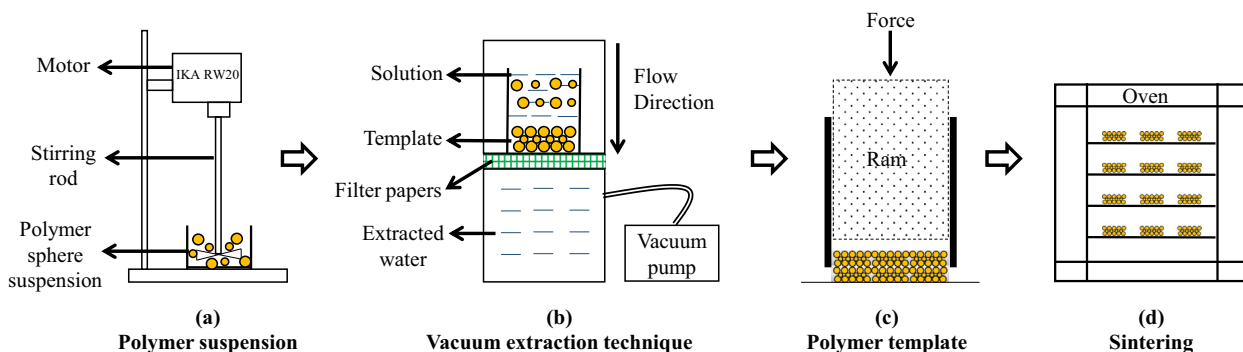 Motor
IKA RW20
Stirring
rod
Polymer
sphere
suspension
(a)
Polymer suspension
Solution
Template
Filter papers
Extracted
water
Flow
Direction
Vacuum
pump
(b)
Vacuum extraction technique
Force
Ram
(c)
Polymer template
Oven
(d)
Sintering